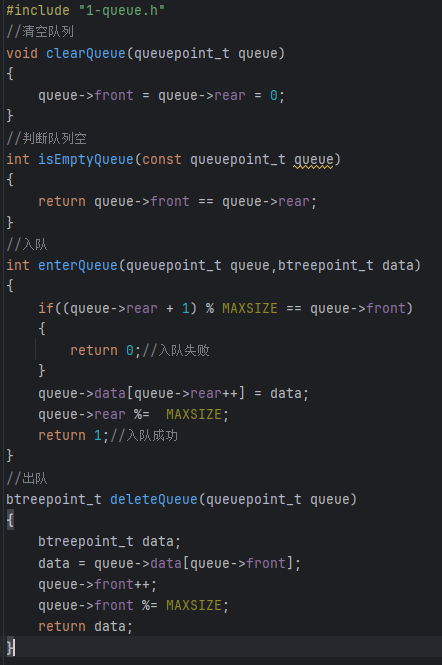 #include "1-queue.h"
//清空队列
void clearQueue(queuepoint_t queue)
{
    queue->front = queue->rear = 0;
}
//判断队列空
int isEmptyQueue(const queuepoint_t queue)
{
    return queue->front == queue->rear;
}
//入队
int enterQueue(queuepoint_t queue,btreepoint_t data)
{
    if((queue->rear + 1) % MAXSIZE == queue->front)
    {
        return 0;//入队失败
    }
    queue->data[queue->rear++] = data;
    queue->rear %=  MAXSIZE;
    return 1;//入队成功
}
//出队
btreepoint_t deleteQueue(queuepoint_t queue)
{
    btreepoint_t data;
    data = queue->data[queue->front];
    queue->front++;
    queue->front %= MAXSIZE;
    return data;
}